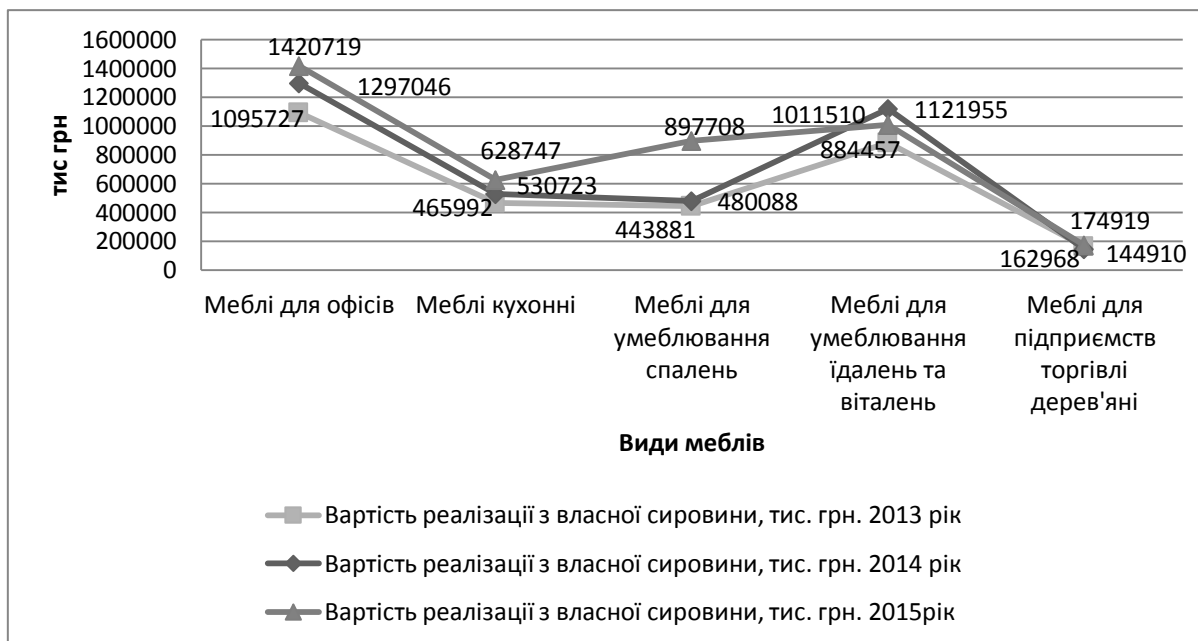 1600000
1400000
1200000
1000000
800000
600000
400000
200000
0
тис грн
1420719
1297046
1095727
628747
530723
465992
897708
480088
443881
1011510
1121955
884457
174919
162968
144910
Меблі для офісів
Меблі кухонні
Меблі для
умеблювання
спалень
Меблі для
умеблювання
їдалень та
віталень
Меблі для
підприємств
торгівлі
дерев'яні
Види меблів
Вартість реалізації з власної сировини, тис. грн. 2013 рік
Вартість реалізації з власної сировини, тис. грн. 2014 рік
Вартість реалізації з власної сировини, тис. грн. 2015рік